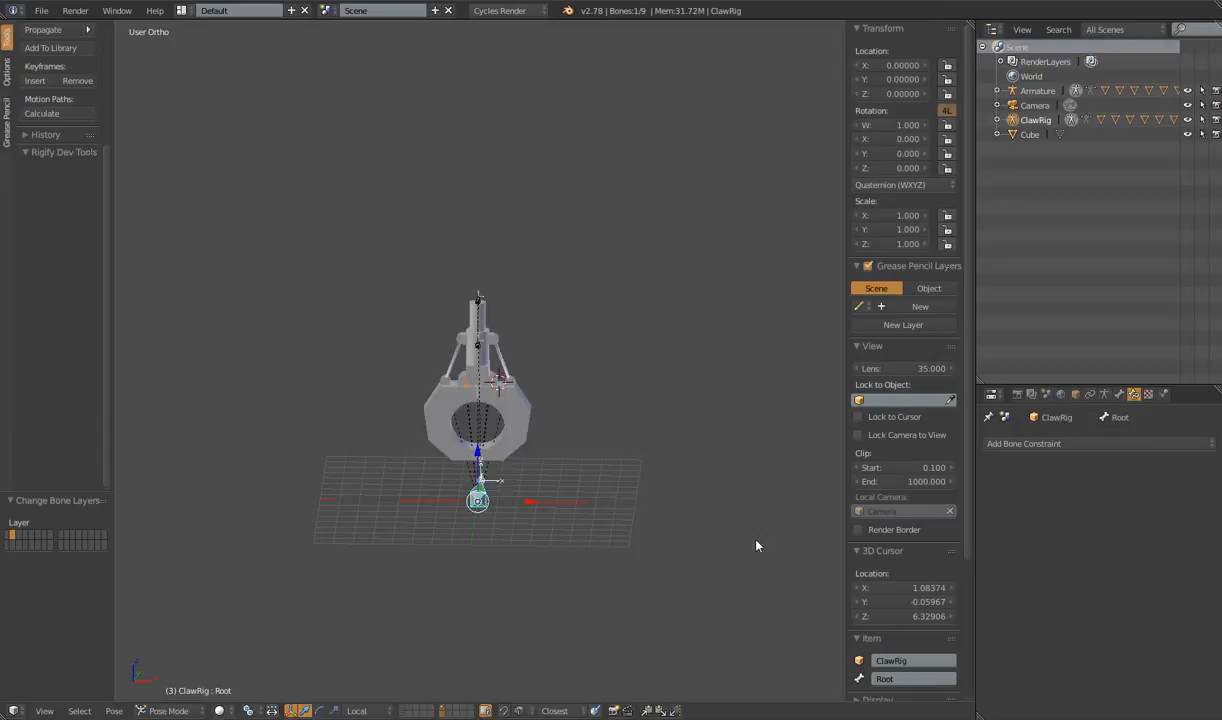 File Render Window Help Default Scene Cycles Render v2.78 | Bones:1/9 | Mem:31.72M | ClawRig
Propagate
Add To Library
Keyframes:
Insert Remove
Motion Paths:
Calculate
History
Rigify Dev Tools
Tools
Options
Grease Pencil
Change Bone Layers
Layer
User Ortho
(3) ClawRig : Root
View Select Pose Pose Mode Local Closest
Transform
Location:
X: 0.00000
Y: 0.00000
Z: 0.00000
Rotation: 4L
W: 1.000
X: 0.000
Y: 0.000
Z: 0.000
Quaternion (WXYZ)
Scale:
X: 1.000
Y: 1.000
Z: 1.000
Grease Pencil Layers
Scene Object
New
New Layer
View
Lens: 35.000
Lock to Object:
Lock to Cursor
Lock Camera to View
Clip:
Start: 0.100
End: 1000.000
Local Camera:
Camera
Render Border
3D Cursor
Location:
X: 1.08374
Y: -0.05967
Z: 6.32906
Item
ClawRig
Root
Display
View Search All Scenes
Scene
RenderLayers
World
Armature
Camera
ClawRig
Cube
ClawRig Root
Add Bone Constraint